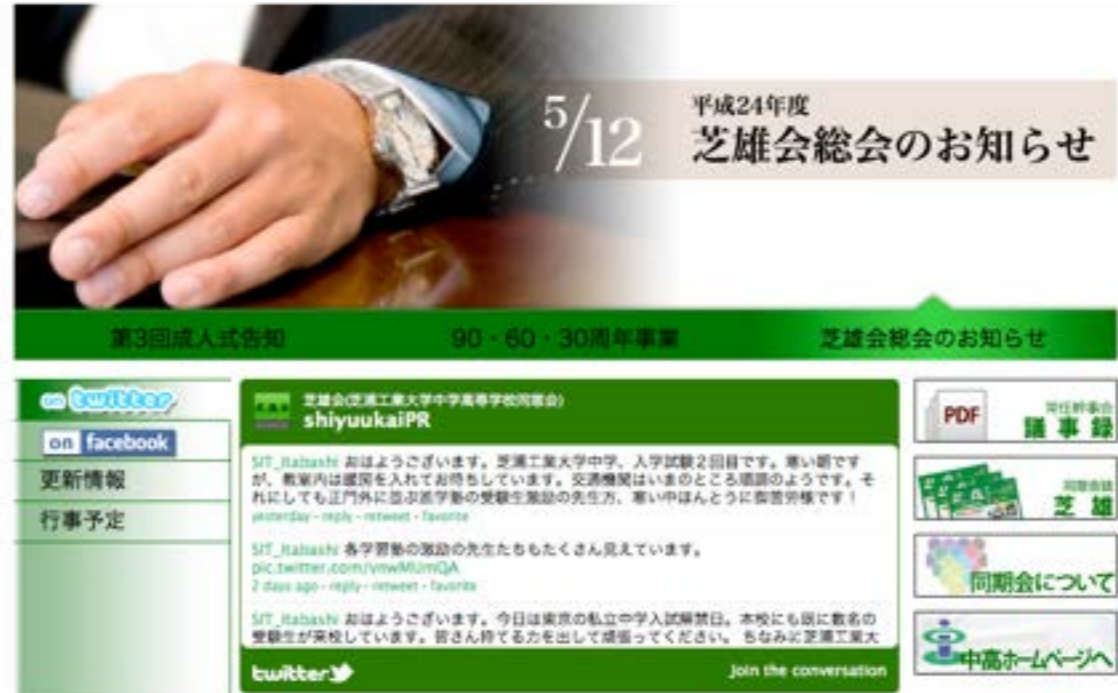 5/12
平成24年度
芝雄会総会のお知らせ
第3回成人式告知
90・60・30周年事業
芝雄会総会のお知らせ
on twitter
on facebook
更新情報
行事予定
芝雄会(芝浦工業大学中学高等学校同窓会)
shiyuukaiPR
SIT_Itabashi おはようございます。芝浦工業大学中学、入学試験2回目です。寒い朝です
が、教室内は暖房を入れてお待ちしています。交通機関はいまのところ順調のようです。そ
れにしても正門外に並ぶ進学塾の受験生激励の先生方、寒い中ほんとうに御苦労様です!
yesterday - reply - retweet - favorite
SIT_Itabashi 各学習塾の激励の先生たちもたくさん見えています。
pic.twitter.com/vnwMUmQA
2 days ago - reply - retweet - favorite
SIT_Itabashi おはようございます。今日は東京の私立中学入試解禁日。本校にも既に数名の
受験生が来校しています。皆さん持てる力を出して頑張ってください。 ちなみに芝浦工業大
twitter
Join the conversation
PDF
常任幹事会
議事録
同窓会誌
芝雄
同期会について
中高ホームページへ